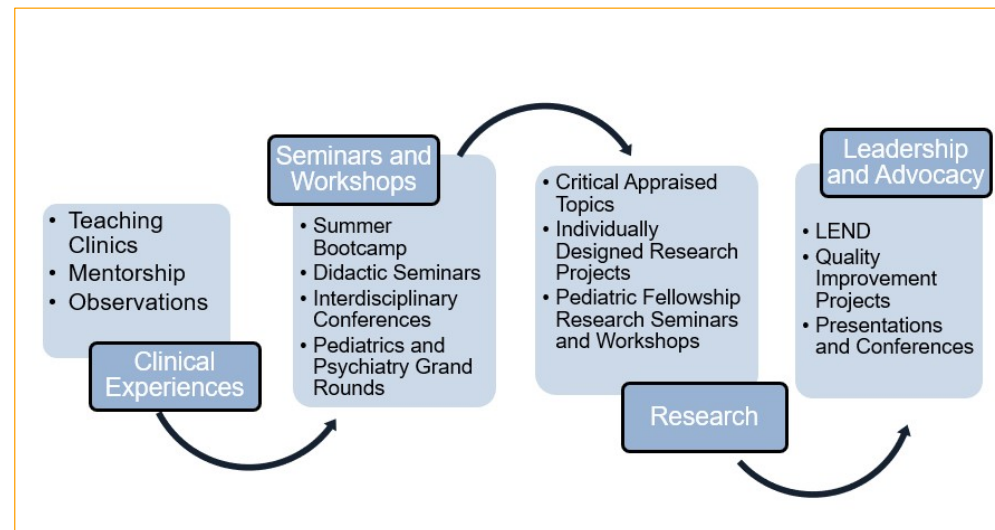 • Teaching
Clinics
• Mentorship
• Observations
Clinical
Experiences
Seminars and
Workshops
• Summer
Bootcamp
• Didactic Seminars
• Interdisciplinary
Conferences
• Pediatrics and
Psychiatry Grand
Rounds
• Critical Appraised
Topics
• Individually
Designed Research
Projects
• Pediatric Fellowship
Research Seminars
and Workshops
Research
Leadership
and Advocacy
• LEND
• Quality
Improvement
Projects
• Presentations
and Conferences